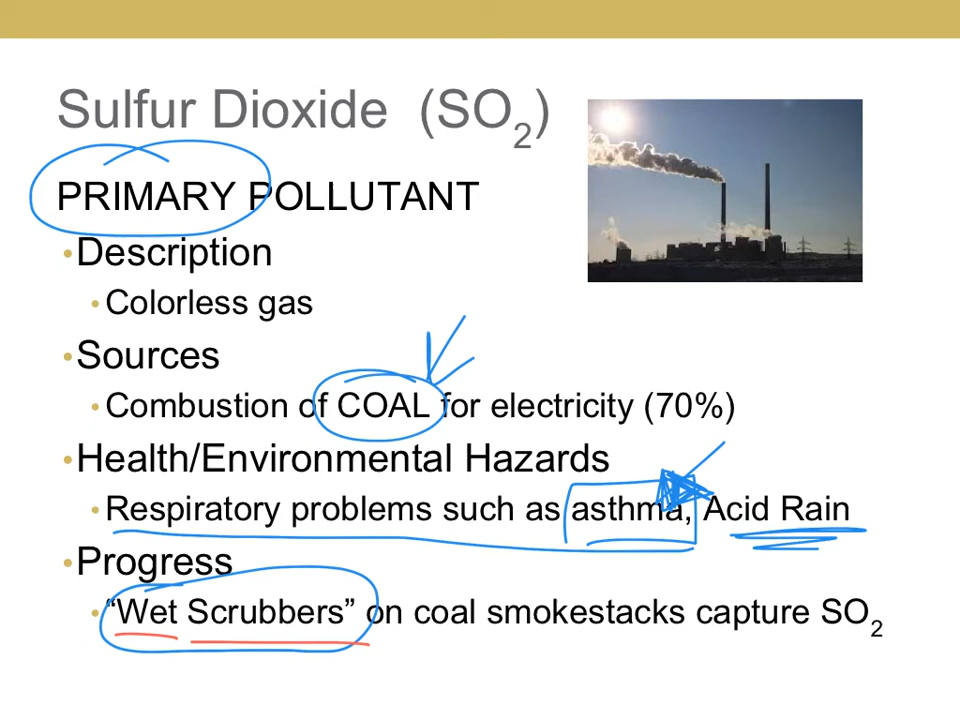 Sulfur Dioxide (SO2)
PRIMARY POLLUTANT
•Description
•Colorless gas
•Sources
•Combustion of COAL for electricity (70%)
•Health/Environmental Hazards
•Respiratory problems such as asthma, Acid Rain
•Progress
•“Wet Scrubbers” on coal smokestacks capture SO2